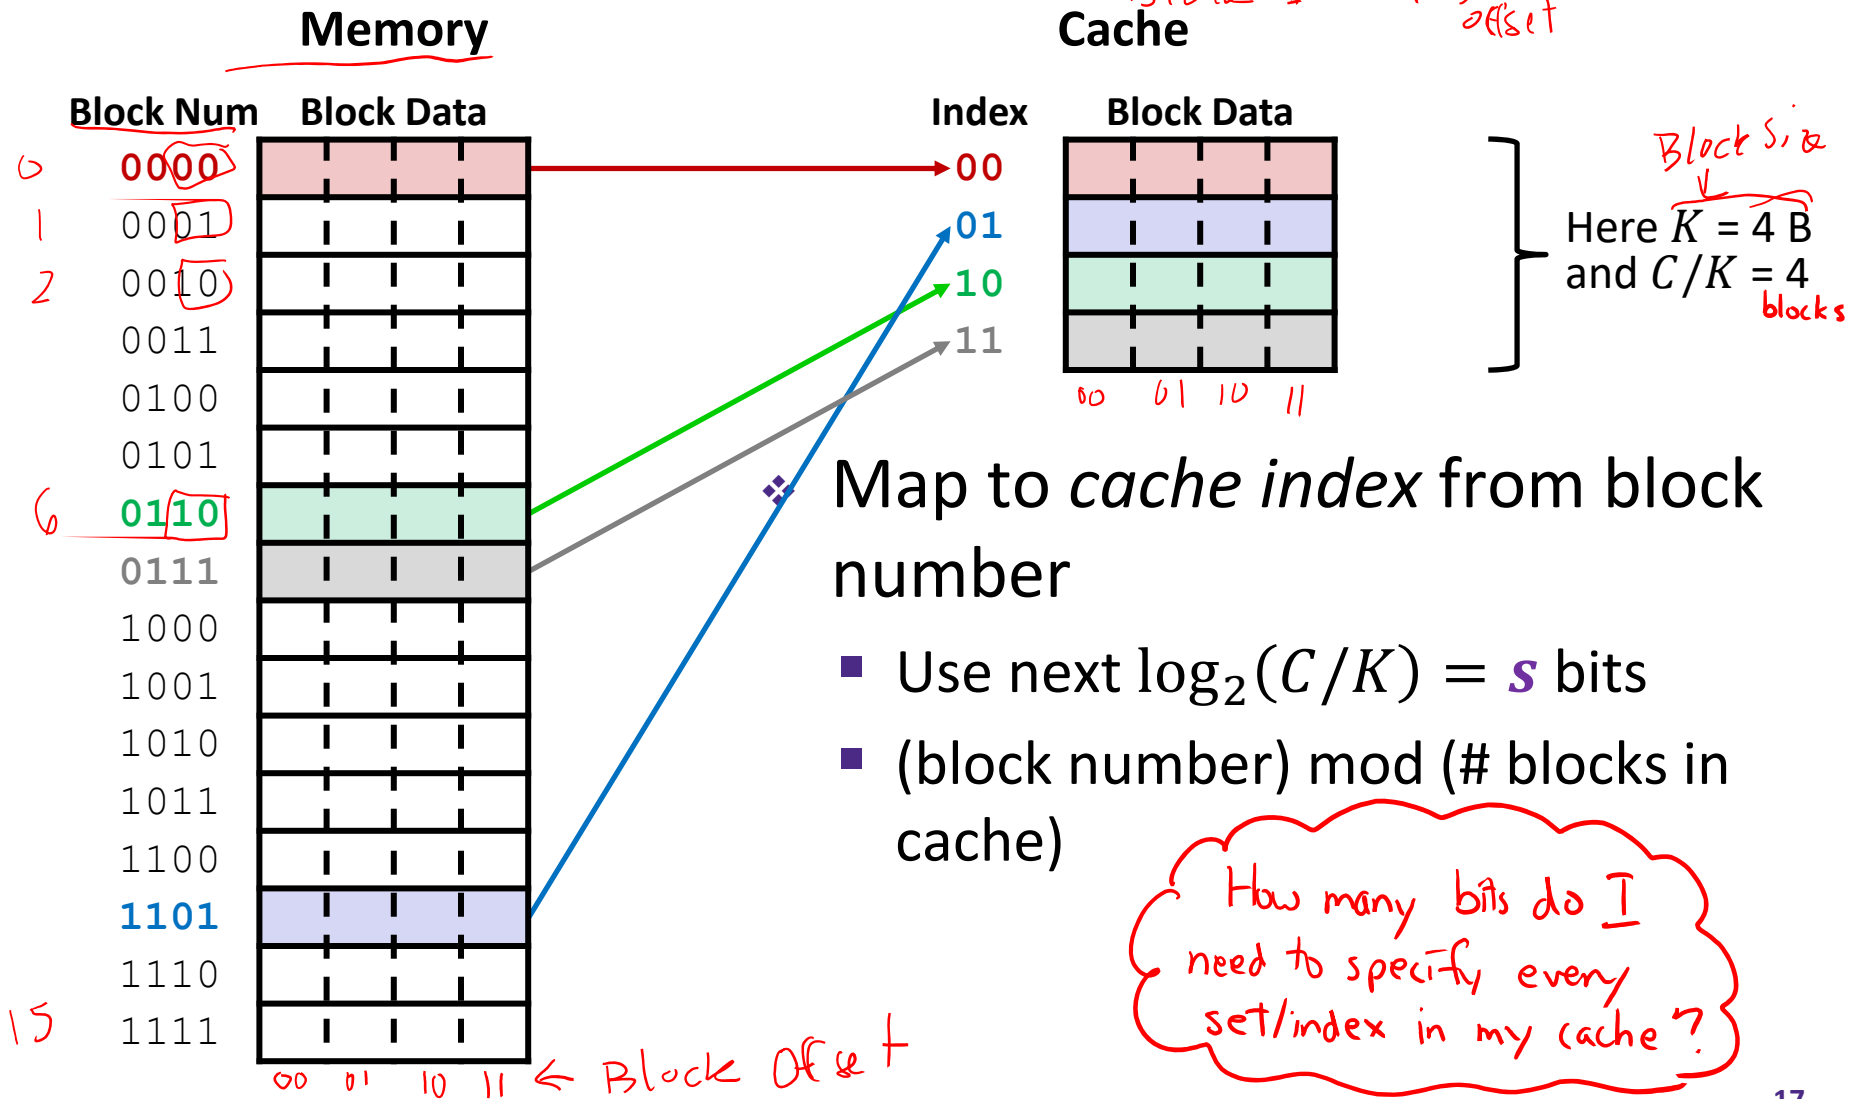 offset
Memory
Cache
Block Num Block Data
Index Block Data
Block Size
0 0000
1 0001
2 0010
0011
0100
0101
6 0110
0111
1000
1001
1010
1011
1100
1101
1110
15 1111
00 01 10 11 ← Block Offset
00
01
10
11
00 01 10 11
Here K = 4 B
and C/K = 4
blocks
❖ Map to cache index from block
number
▪ Use next log₂(C/K) = s bits
▪ (block number) mod (# blocks in
cache)
How many bits do I
need to specify every
set/index in my cache?
17